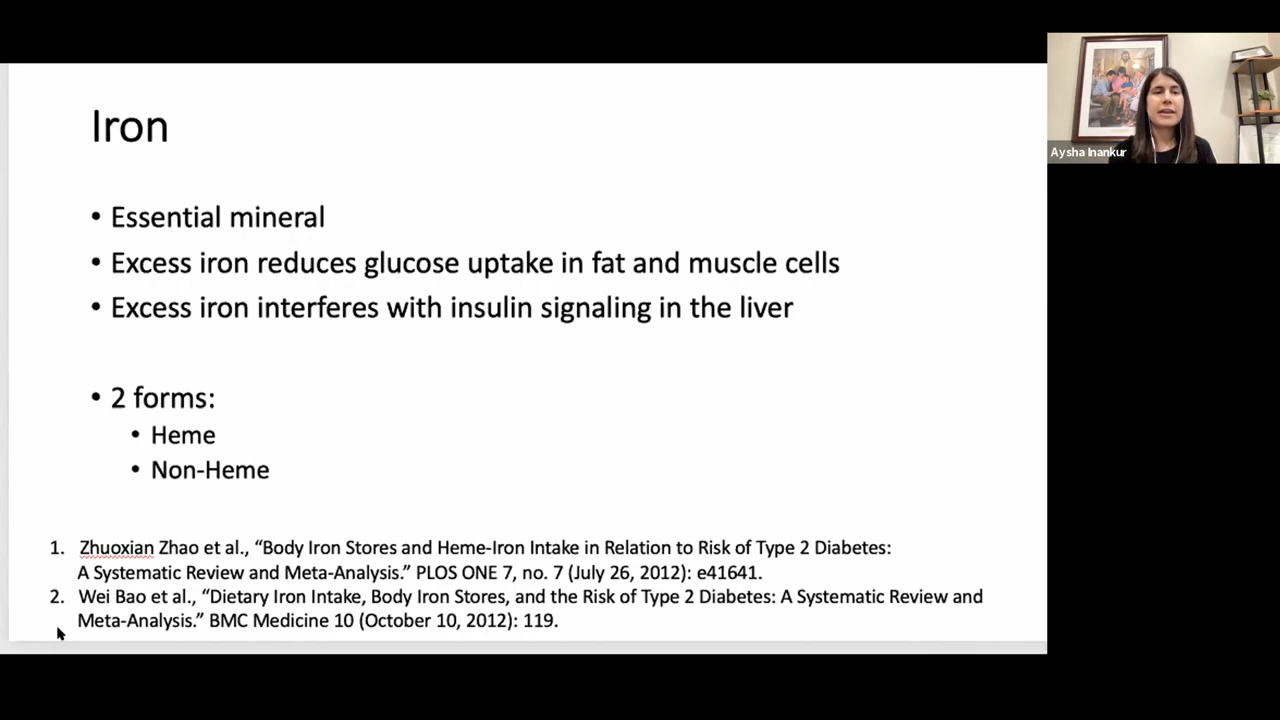 Iron
• Essential mineral
• Excess iron reduces glucose uptake in fat and muscle cells
• Excess iron interferes with insulin signaling in the liver
• 2 forms:
• Heme
• Non-Heme
1. Zhuoxian Zhao et al., “Body Iron Stores and Heme-Iron Intake in Relation to Risk of Type 2 Diabetes:
A Systematic Review and Meta-Analysis.” PLOS ONE 7, no. 7 (July 26, 2012): e41641.
2. Wei Bao et al., “Dietary Iron Intake, Body Iron Stores, and the Risk of Type 2 Diabetes: A Systematic Review and
Meta-Analysis.” BMC Medicine 10 (October 10, 2012): 119.
Aysha Inankur